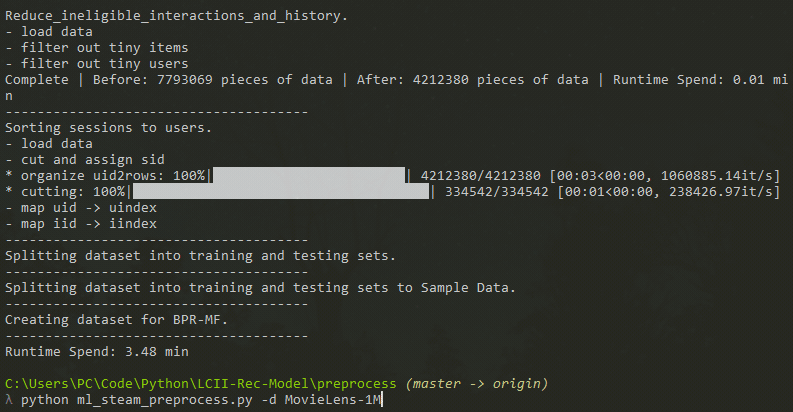 Reduce_ineligible_interactions_and_history.
- load data
- filter out tiny items
- filter out tiny users
Complete | Before: 7793069 pieces of data | After: 4212380 pieces of data | Runtime Spend: 0.01 mi
n
--------------------------------------
Sorting sessions to users.
- load data
- cut and assign sid
* organize uid2rows: 100%|████████████████████████| 4212380/4212380 [00:03<00:00, 1060885.14it/s]
* cutting: 100%|█████████████████████████████████████| 334542/334542 [00:01<00:00, 238426.97it/s]
- map uid -> uindex
- map iid -> iindex
--------------------------------------
Splitting dataset into training and testing sets.
--------------------------------------
Splitting dataset into training and testing sets to Sample Data.
--------------------------------------
Creating dataset for BPR-MF.
--------------------------------------
Runtime Spend: 3.48 min

C:\Users\PC\Code\Python\LCII-Rec-Model\preprocess (master -> origin)
λ python ml_steam_preprocess.py -d MovieLens-1M